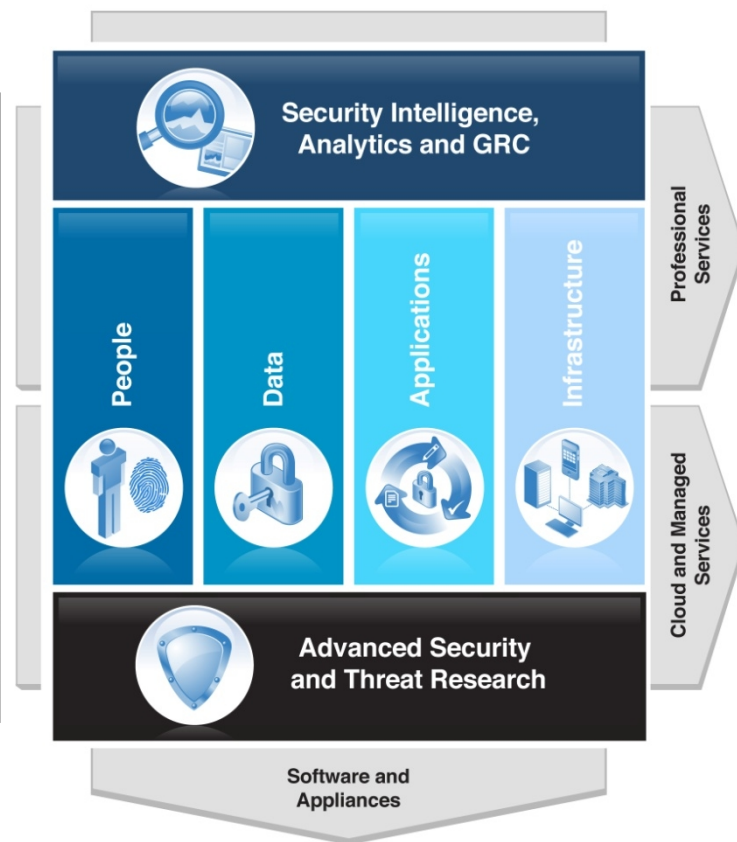 Security Intelligence,
Analytics and GRC
People
Data
Applications
Infrastructure
Professional
Services
Cloud and Managed
Services
Advanced Security
and Threat Research
Software and
Appliances